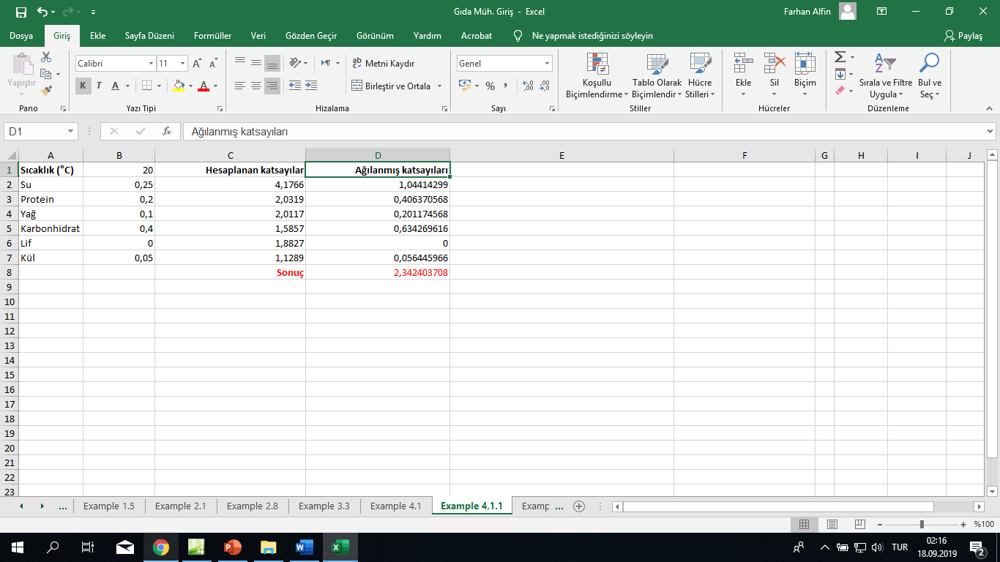 Gıda Müh. Giriş - Excel
Farhan Alfin
Dosya Giriş Ekle Sayfa Düzeni Formüller Veri Gözden Geçir Görünüm Yardım Acrobat Ne yapmak istediğinizi söyleyin Paylaş
Yapıştır
Pano
Calibri 11
K T A
Yazı Tipi
Metni Kaydır
Birleştir ve Ortala
Hizalama
Genel
Sayı
Koşullu Biçimlendirme
Tablo Olarak Biçimlendir
Hücre Stilleri
Stiller
Ekle Sil Biçim
Hücreler
Sırala ve Filtre Uygula
Bul ve Seç
Düzenleme
D1 fx Ağılanmış katsayıları
A B C D E F G H I J
1 Sıcaklık (°C) 20 Hesaplanan katsayılar Ağılanmış katsayıları
2 Su 0,25 4,1766 1,04414299
3 Protein 0,2 2,0319 0,406370568
4 Yağ 0,1 2,0117 0,201174568
5 Karbonhidrat 0,4 1,5857 0,634269616
6 Lif 0 1,8827 0
7 Kül 0,05 1,1289 0,056445966
8 Sonuç 2,342403708
9
10
11
12
13
14
15
16
17
18
19
20
21
22
23
... Example 1.5 Example 2.1 Example 2.8 Example 3.3 Example 4.1 Example 4.1.1 Examp ...
%100
TUR
02:16
18.09.2019
2